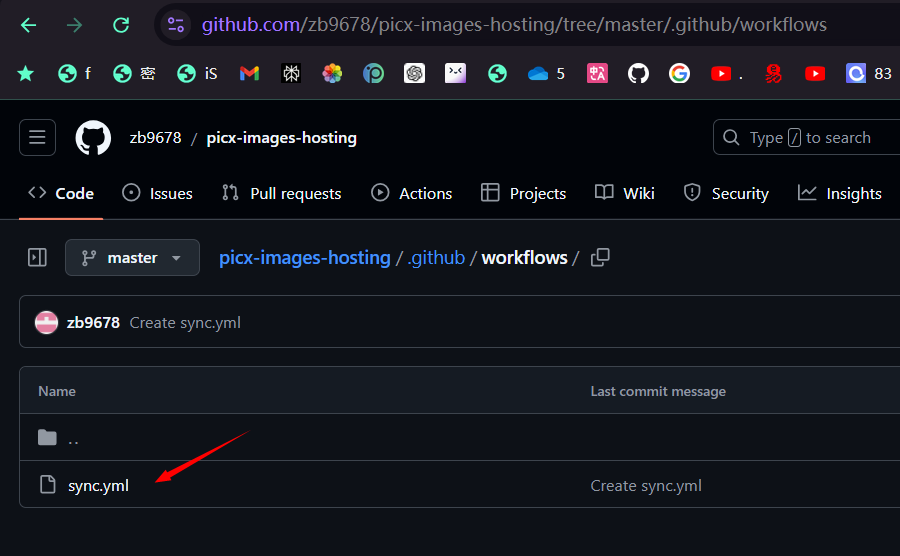 github.com/zb9678/picx-images-hosting/tree/master/.github/workflows
f 密 iS 中 A 5 83
zb9678 / picx-images-hosting
Type / to search
Code Issues Pull requests Actions Projects Wiki Security Insights
master picx-images-hosting / .github / workflows /
zb9678 Create sync.yml
Name Last commit message
..
sync.yml Create sync.yml